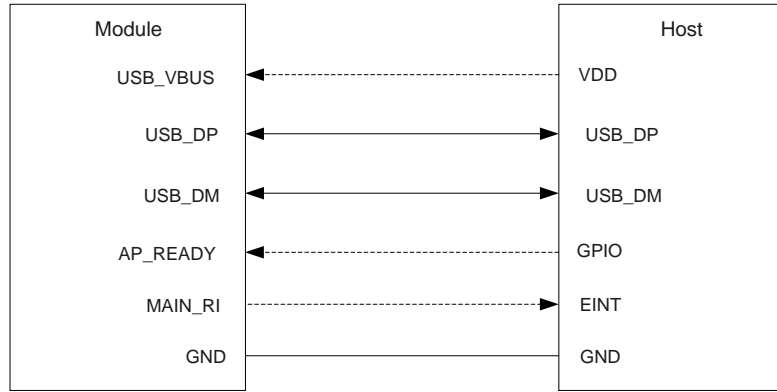 Module Host
USB_VBUS VDD
USB_DP USB_DP
USB_DM USB_DM
AP_READY GPIO
MAIN_RI EINT
GND GND